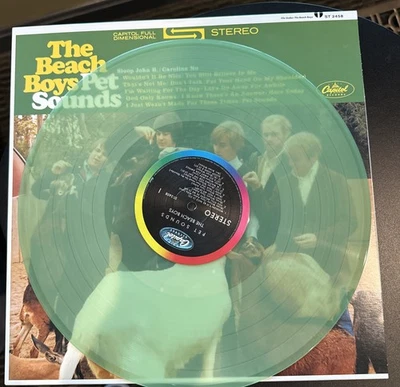 CAPITOL FULL DIMENSIONAL STEREO
ST 2458
The Beach Boys Pet Sounds
Sloop John B./Caroline No
Wouldn't It Be Nice/You Still Believe In Me
That's Not Me/Don't Talk (Put Your Head On My Shoulder)
I'm Waiting For The Day/Let's Go Away For Awhile
God Only Knows/I Know There's An Answer/Here Today
I Just Wasn't Made For These Times/Pet Sounds
Capitol
RECORDS
STEREO
THE BEACH BOYS
PET SOUNDS
1
Capitol